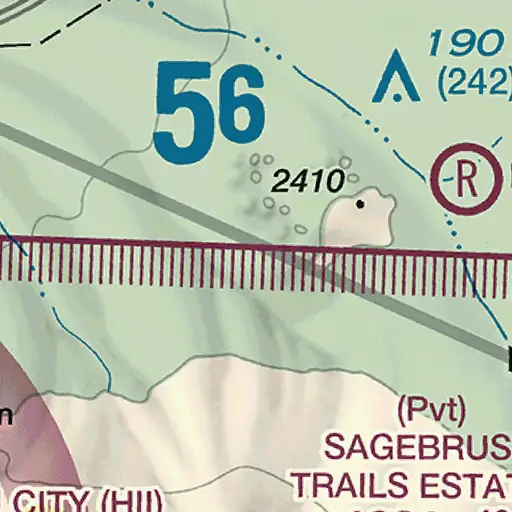 190
(242)
56
R
2410
(Pvt)
SAGEBRUS
TRAILS ESTAT
CITY (HII)